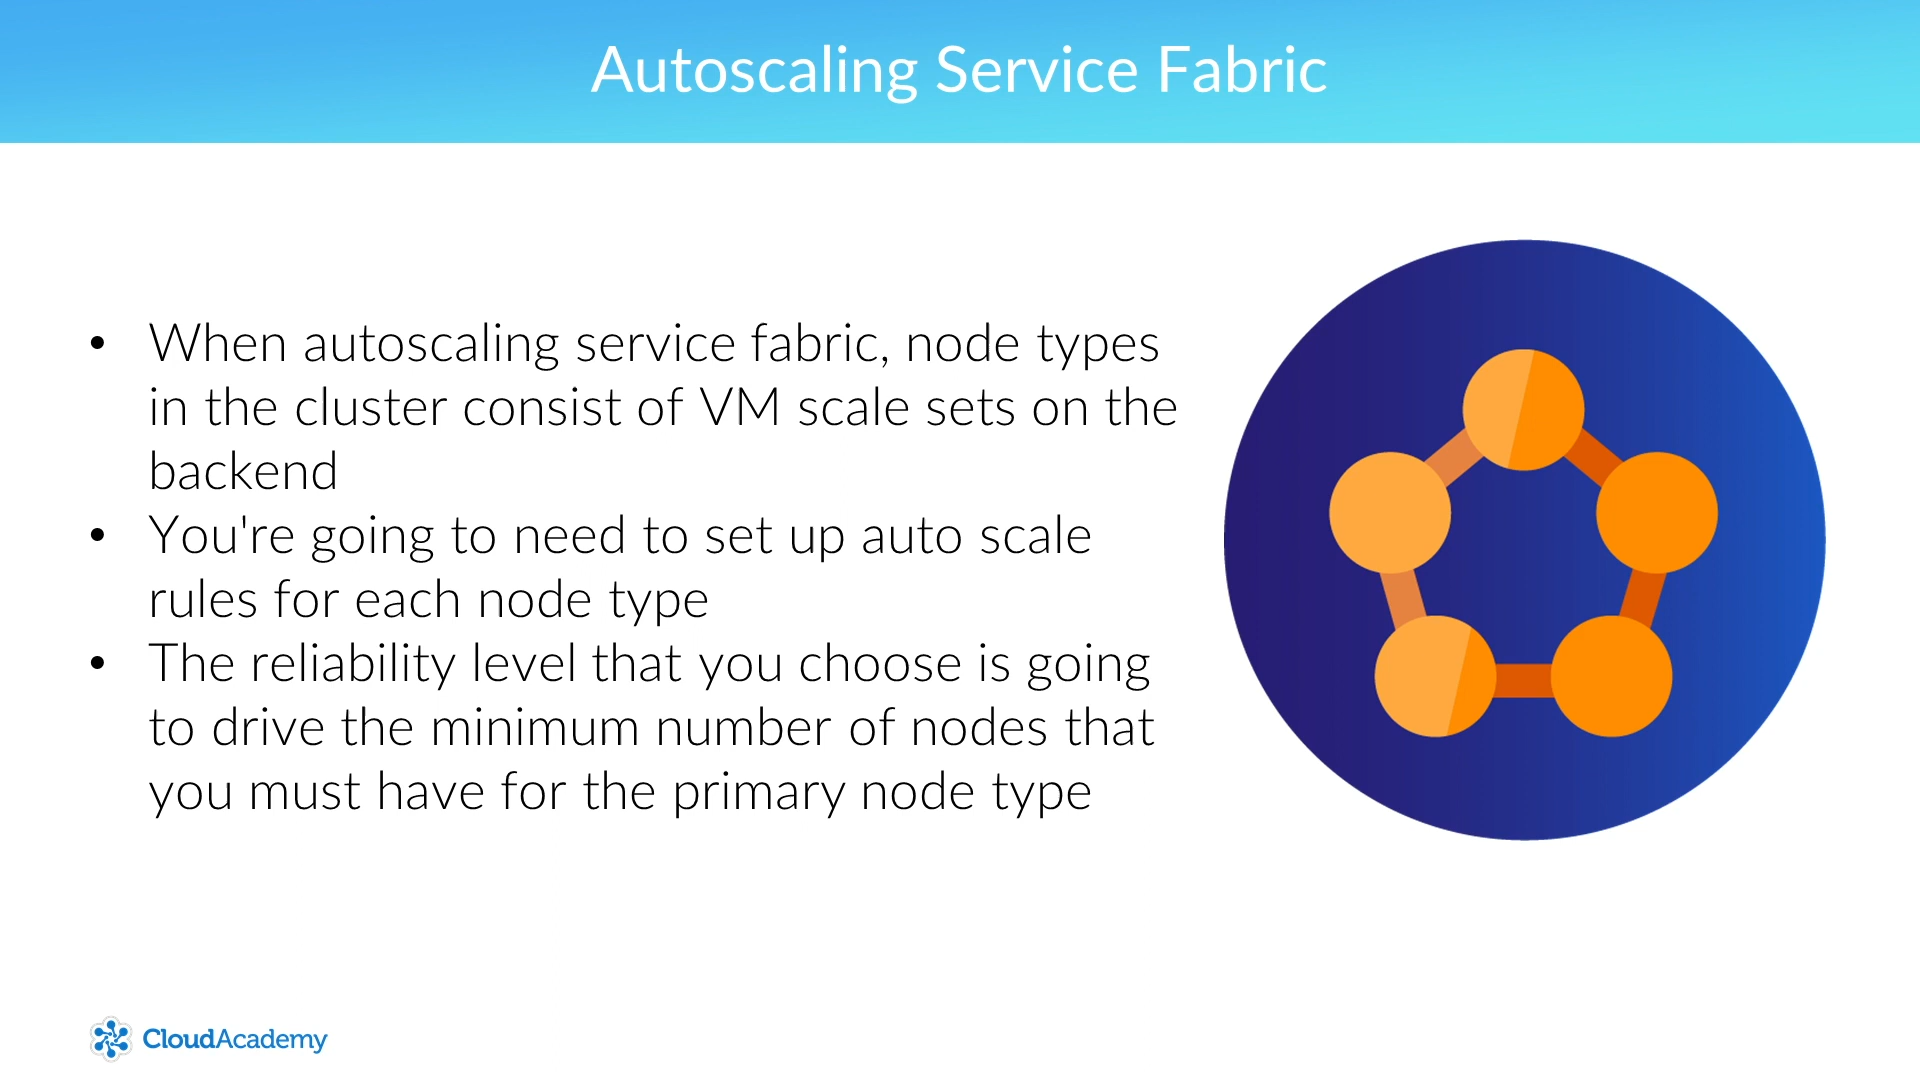 Autoscaling Service Fabric
• When autoscaling service fabric, node types
in the cluster consist of VM scale sets on the
backend
• You're going to need to set up auto scale
rules for each node type
• The reliability level that you choose is going
to drive the minimum number of nodes that
you must have for the primary node type
CloudAcademy